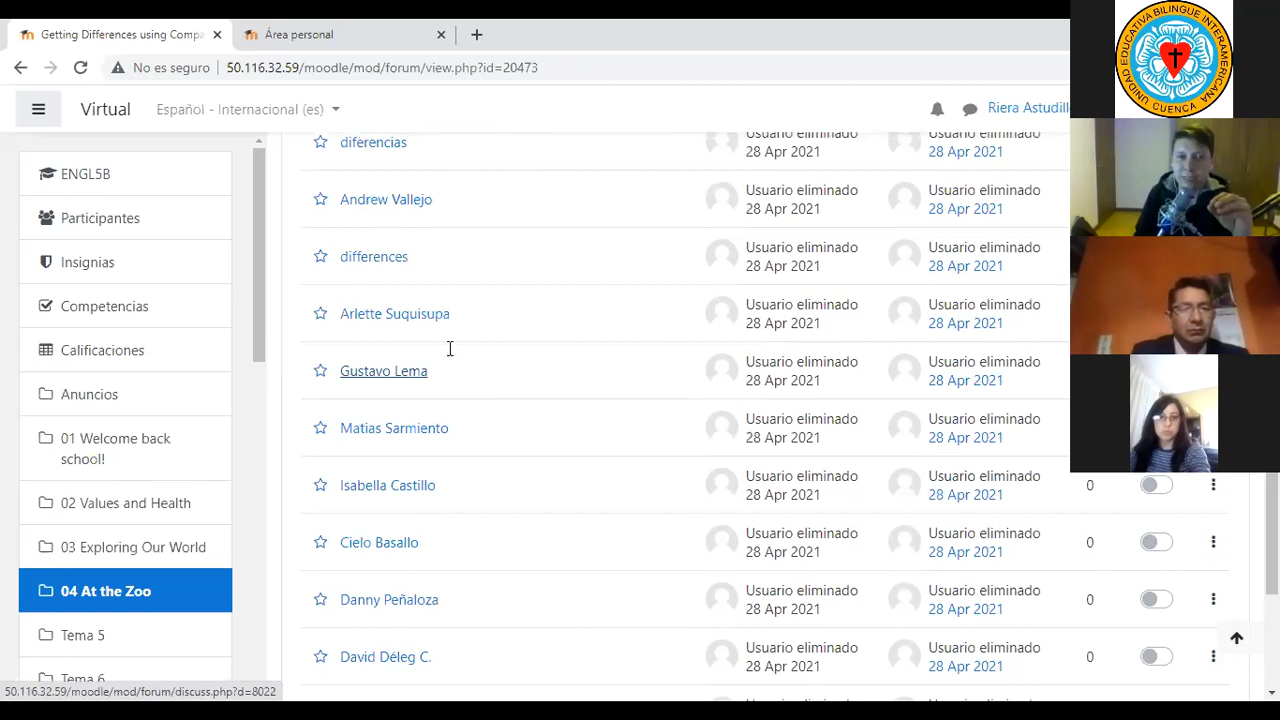 Getting Differences using Compa
Área personal
No es seguro
50.116.32.59/moodle/mod/forum/view.php?id=20473
Virtual
Español - Internacional (es)
Riera Astudill
ENGL5B
Participantes
Insignias
Competencias
Calificaciones
Anuncios
01 Welcome back
school!
02 Values and Health
03 Exploring Our World
04 At the Zoo
Tema 5
Tema 6
diferencias
Usuario eliminado
28 Apr 2021
Usuario eliminado
28 Apr 2021
Andrew Vallejo
Usuario eliminado
28 Apr 2021
Usuario eliminado
28 Apr 2021
differences
Usuario eliminado
28 Apr 2021
Usuario eliminado
28 Apr 2021
Arlette Suquisupa
Usuario eliminado
28 Apr 2021
Usuario eliminado
28 Apr 2021
Gustavo Lema
Usuario eliminado
28 Apr 2021
Usuario eliminado
28 Apr 2021
Matias Sarmiento
Usuario eliminado
28 Apr 2021
Usuario eliminado
28 Apr 2021
Isabella Castillo
Usuario eliminado
28 Apr 2021
Usuario eliminado
28 Apr 2021
0
Cielo Basallo
Usuario eliminado
28 Apr 2021
Usuario eliminado
28 Apr 2021
0
Danny Peñaloza
Usuario eliminado
28 Apr 2021
Usuario eliminado
28 Apr 2021
0
David Déleg C.
Usuario eliminado
28 Apr 2021
Usuario eliminado
28 Apr 2021
0
50.116.32.59/moodle/mod/forum/discuss.php?d=8022
UNIDAD EDUCATIVA BILINGUE INTERAMERICANA
CUENCA